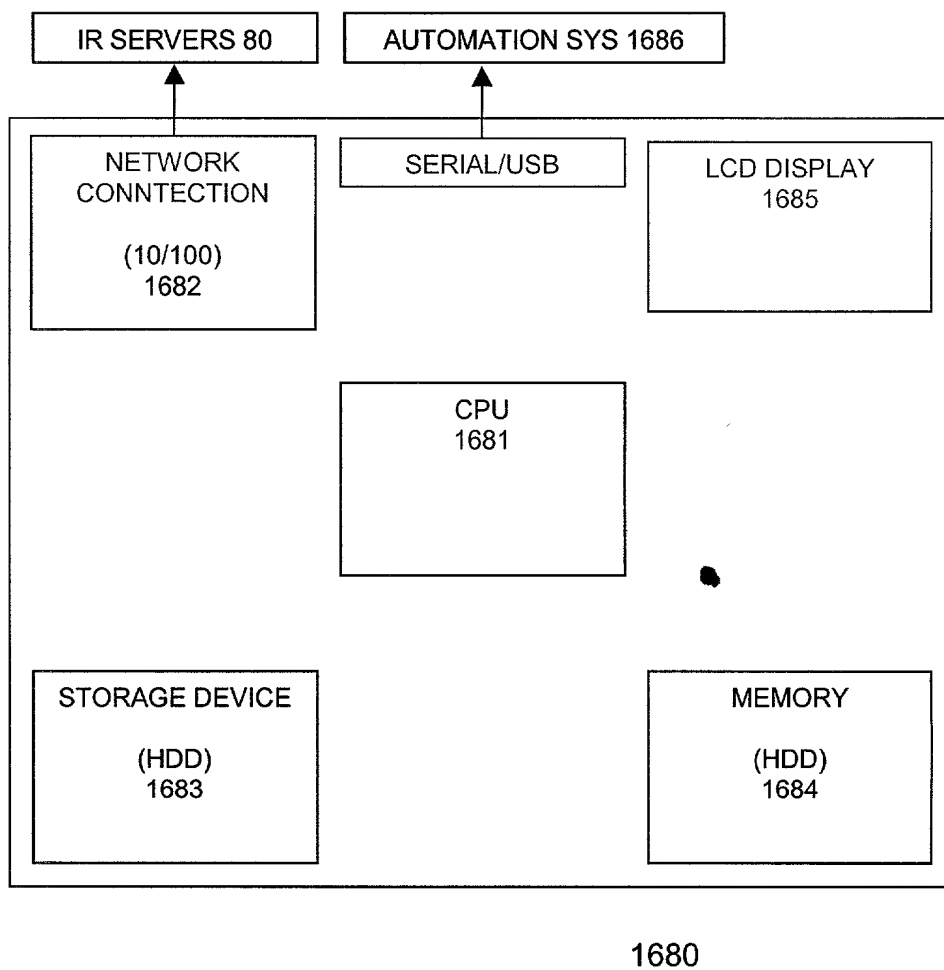 IR SERVERS 80
AUTOMATION SYS 1686
NETWORK
CONNTECTION
(10/100)
1682
SERIAL/USB
LCD DISPLAY
1685
CPU
1681
STORAGE DEVICE
(HDD)
1683
MEMORY
(HDD)
1684
1680